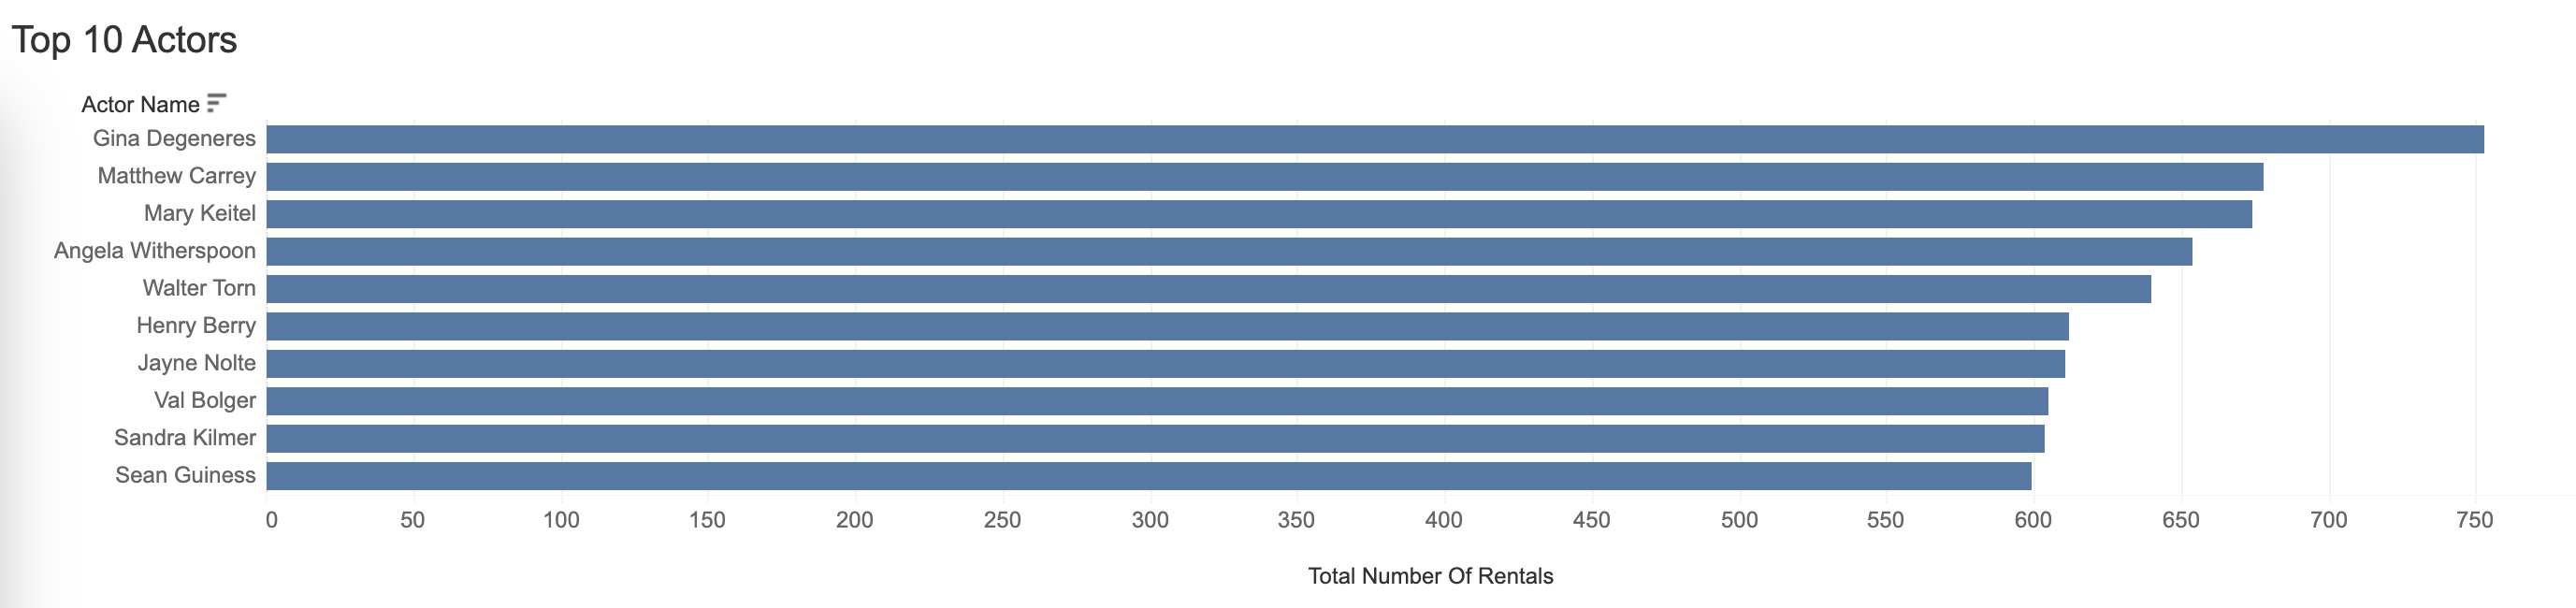 Top 10 Actors
Actor Name
Gina Degeneres
Matthew Carrey
Mary Keitel
Angela Witherspoon
Walter Torn
Henry Berry
Jayne Nolte
Val Bolger
Sandra Kilmer
Sean Guiness
0 50 100 150 200 250 300 350 400 450 500 550 600 650 700 750
Total Number Of Rentals